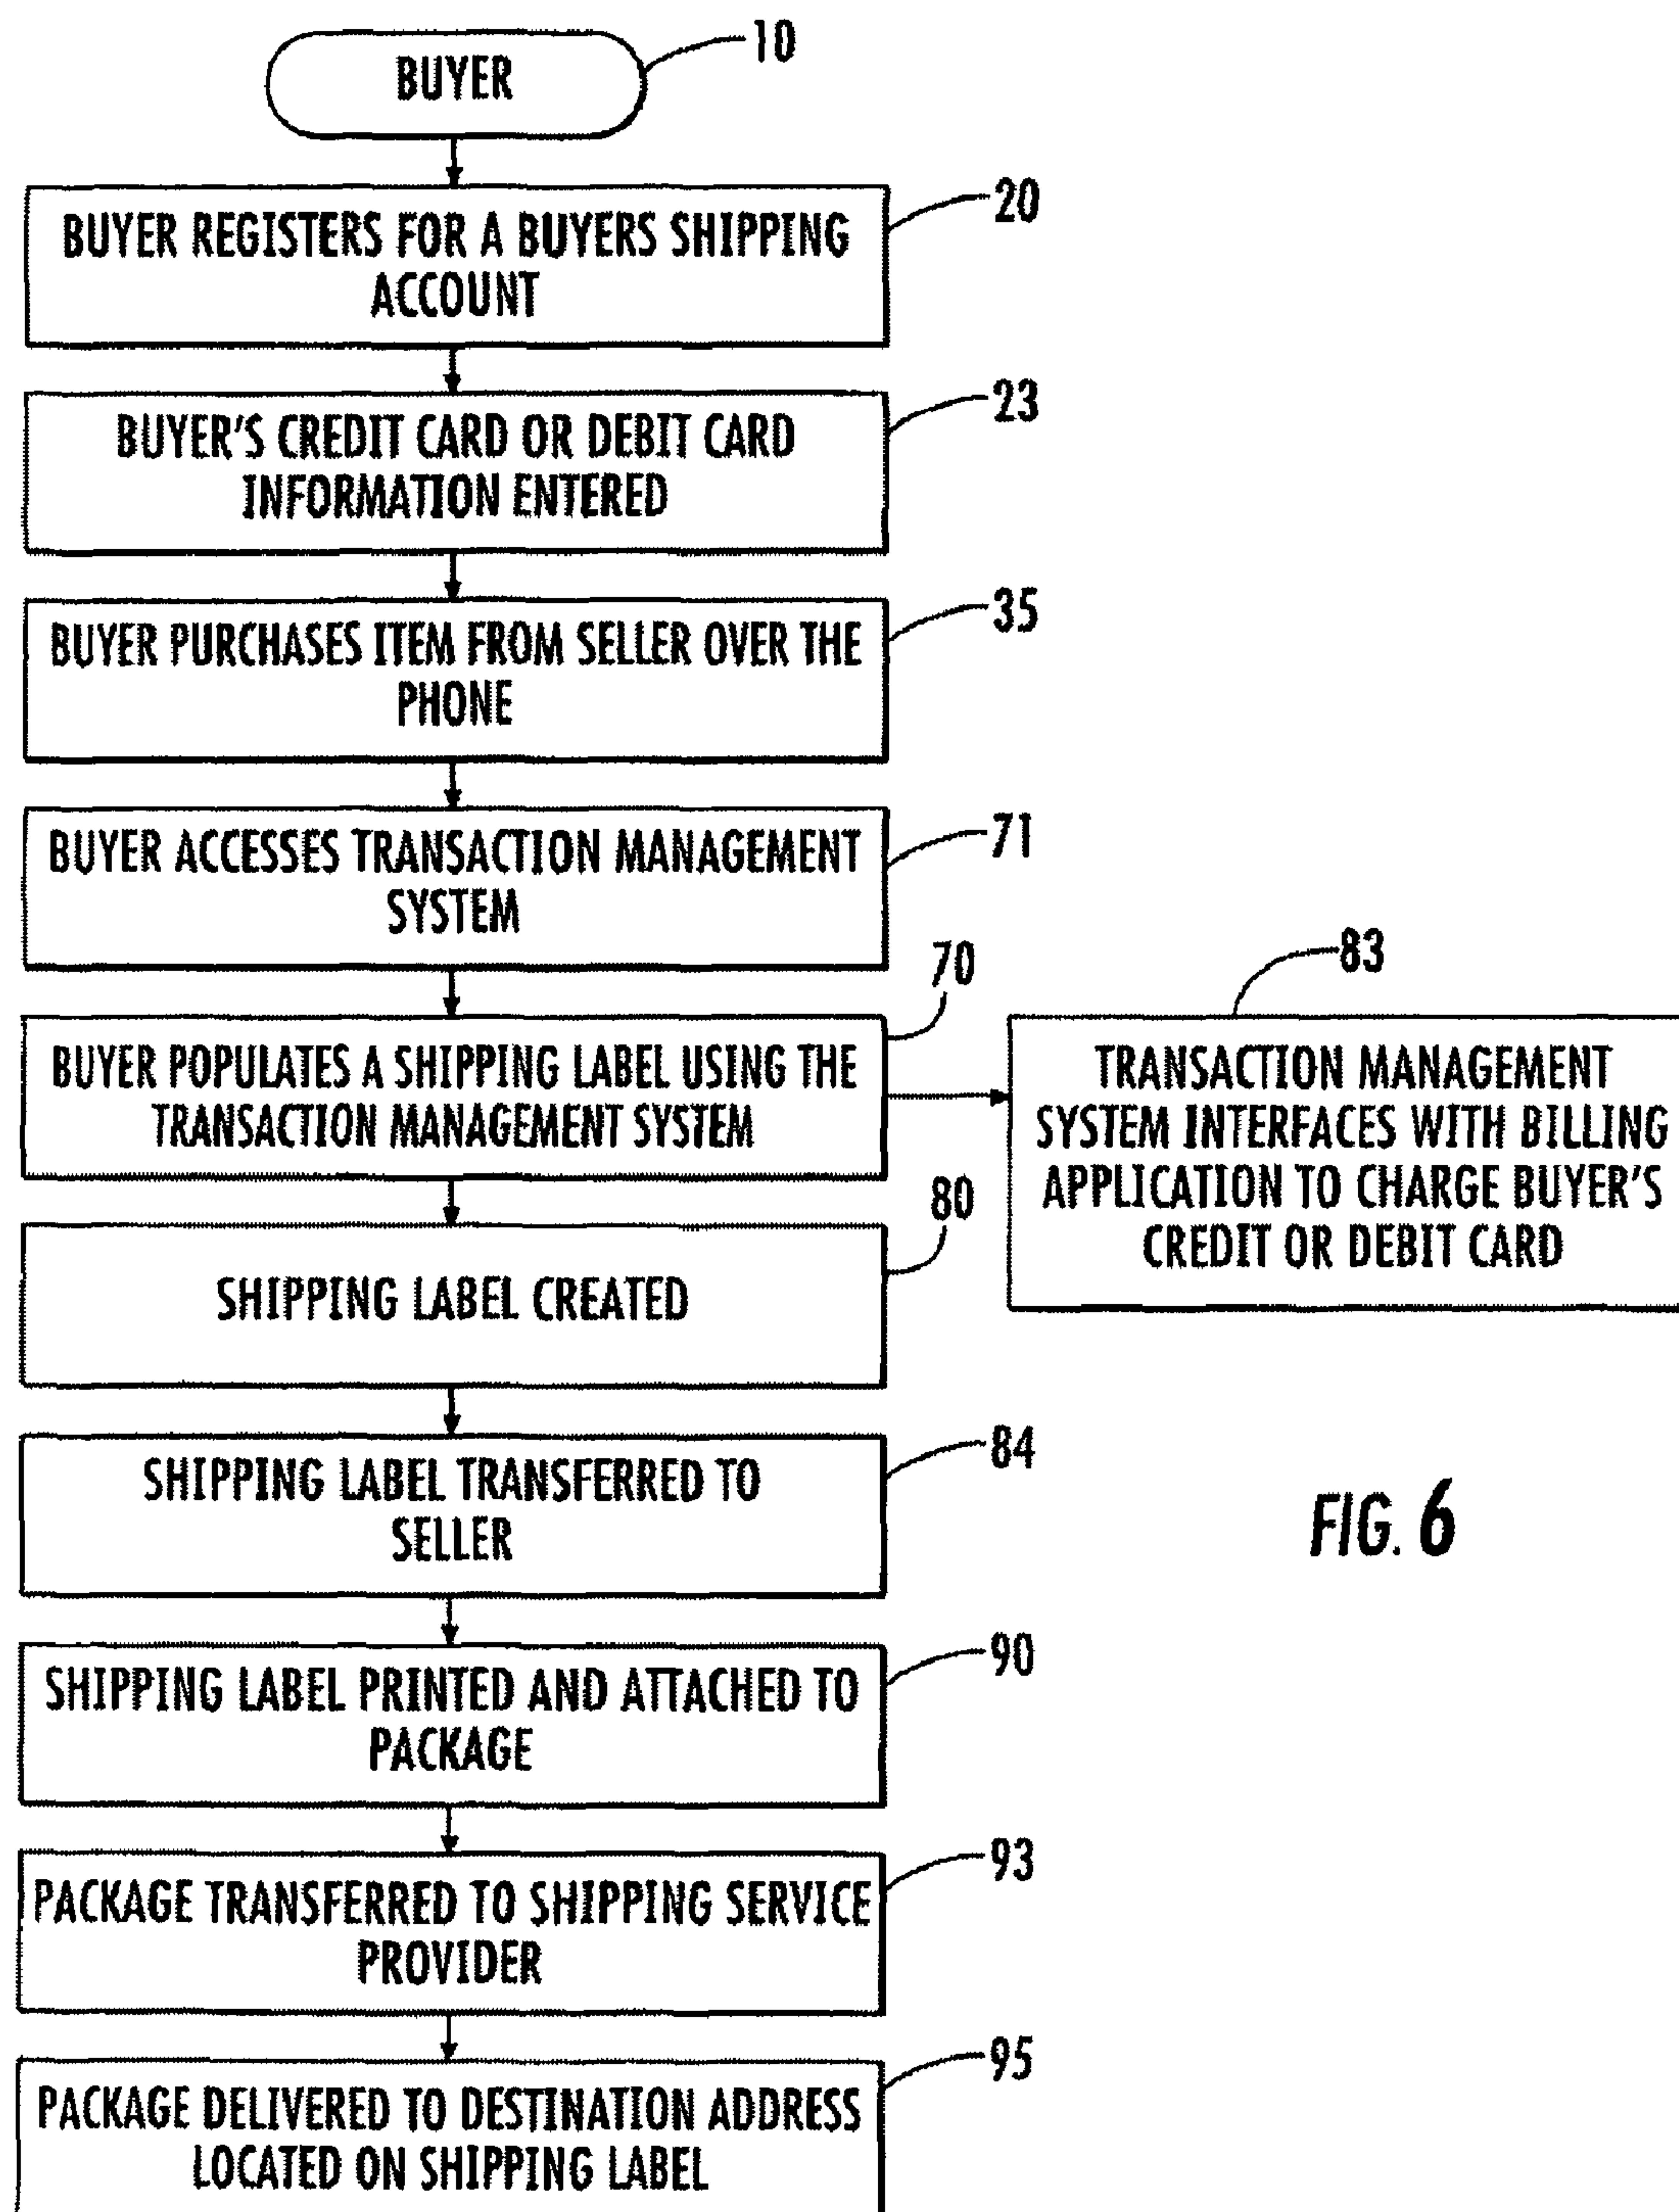 BUYER
10
BUYER REGISTERS FOR A BUYERS SHIPPING
ACCOUNT
20
BUYER'S CREDIT CARD OR DEBIT CARD
INFORMATION ENTERED
23
BUYER PURCHASES ITEM FROM SELLER OVER THE
PHONE
35
BUYER ACCESSES TRANSACTION MANAGEMENT
SYSTEM
71
BUYER POPULATES A SHIPPING LABEL USING THE
TRANSACTION MANAGEMENT SYSTEM
70
TRANSACTION MANAGEMENT
SYSTEM INTERFACES WITH BILLING
APPLICATION TO CHARGE BUYER'S
CREDIT OR DEBIT CARD
83
SHIPPING LABEL CREATED
80
SHIPPING LABEL TRANSFERRED TO
SELLER
84
FIG. 6
SHIPPING LABEL PRINTED AND ATTACHED TO
PACKAGE
90
PACKAGE TRANSFERRED TO SHIPPING SERVICE
PROVIDER
93
PACKAGE DELIVERED TO DESTINATION ADDRESS
LOCATED ON SHIPPING LABEL
95